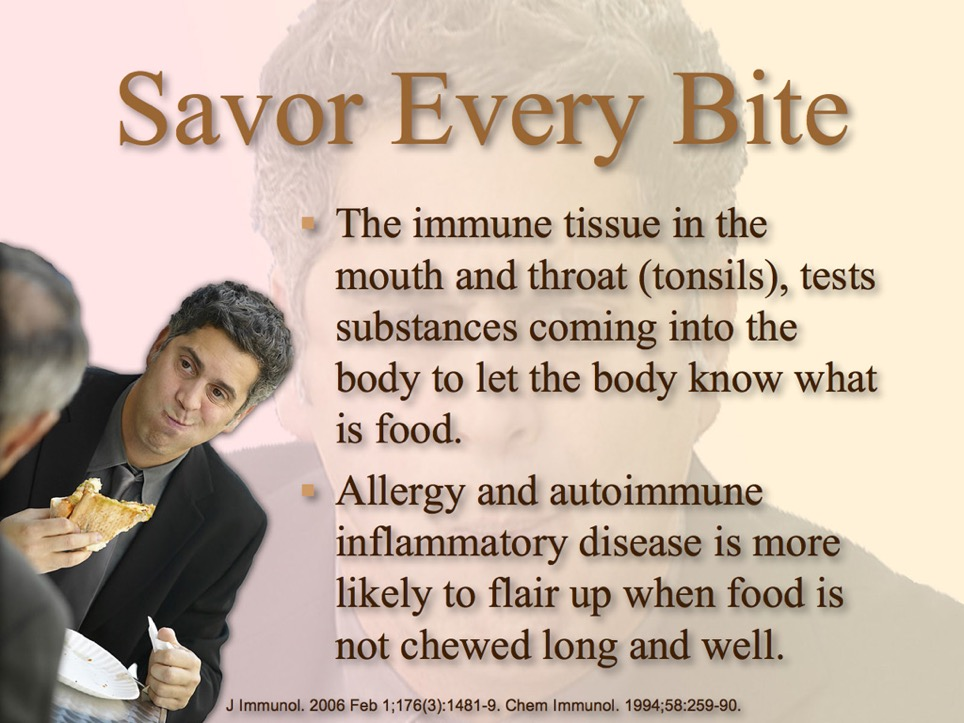 Savor Every Bite
The immune tissue in the
mouth and throat (tonsils), tests
substances coming into the
body to let the body know what
is food.
Allergy and autoimmune
inflammatory disease is more
likely to flair up when food is
not chewed long and well.
J Immunol. 2006 Feb 1;176(3):1481-9. Chem Immunol. 1994;58:259-90.